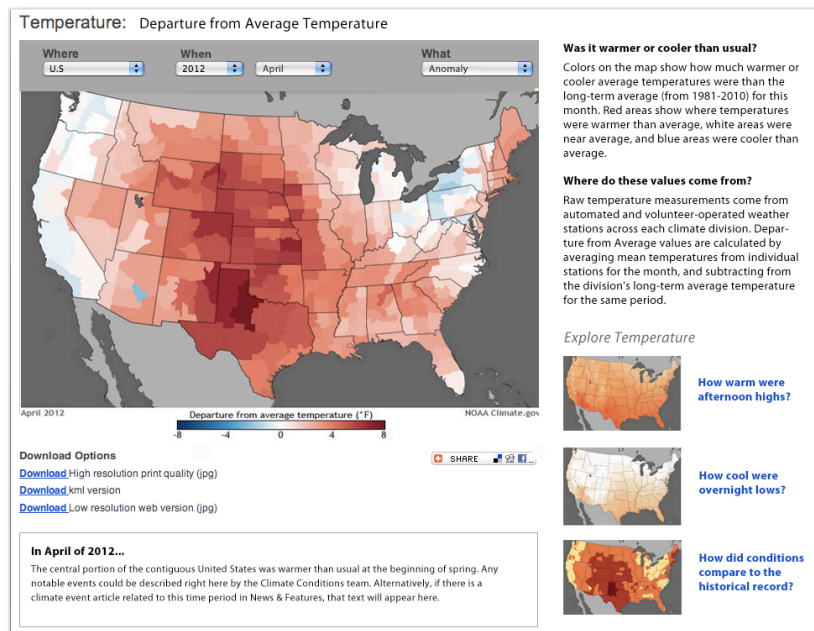 Temperature: Departure from Average Temperature
Where When What
U.S 2012 April Anomaly
April 2012
NOAA Climate.gov
Departure from average temperature (°F)
-8 -4 0 4 8
Was it warmer or cooler than usual?
Colors on the map show how much warmer or
cooler average temperatures were than the
long-term average (from 1981-2010) for this
month. Red areas show where temperatures
were warmer than average, white areas were
near average, and blue areas were cooler than
average.
Where do these values come from?
Raw temperature measurements come from
automated and volunteer-operated weather
stations across each climate division. Depar-
ture from Average values are calculated by
averaging mean temperatures from individual
stations for the month, and subtracting from
the division's long-term average temperature
for the same period.
Explore Temperature
How warm were
afternoon highs?
How cool were
overnight lows?
How did conditions
compare to the
historical record?
Download Options
Download High resolution print quality (jpg)
Download kml version
Download Low resolution web version (jpg)
SHARE
In April of 2012...
The central portion of the contiguous United States was warmer than usual at the beginning of spring. Any
notable events could be described right here by the Climate Conditions team. Alternatively, if there is a
climate event article related to this time period in News & Features, that text will appear here.